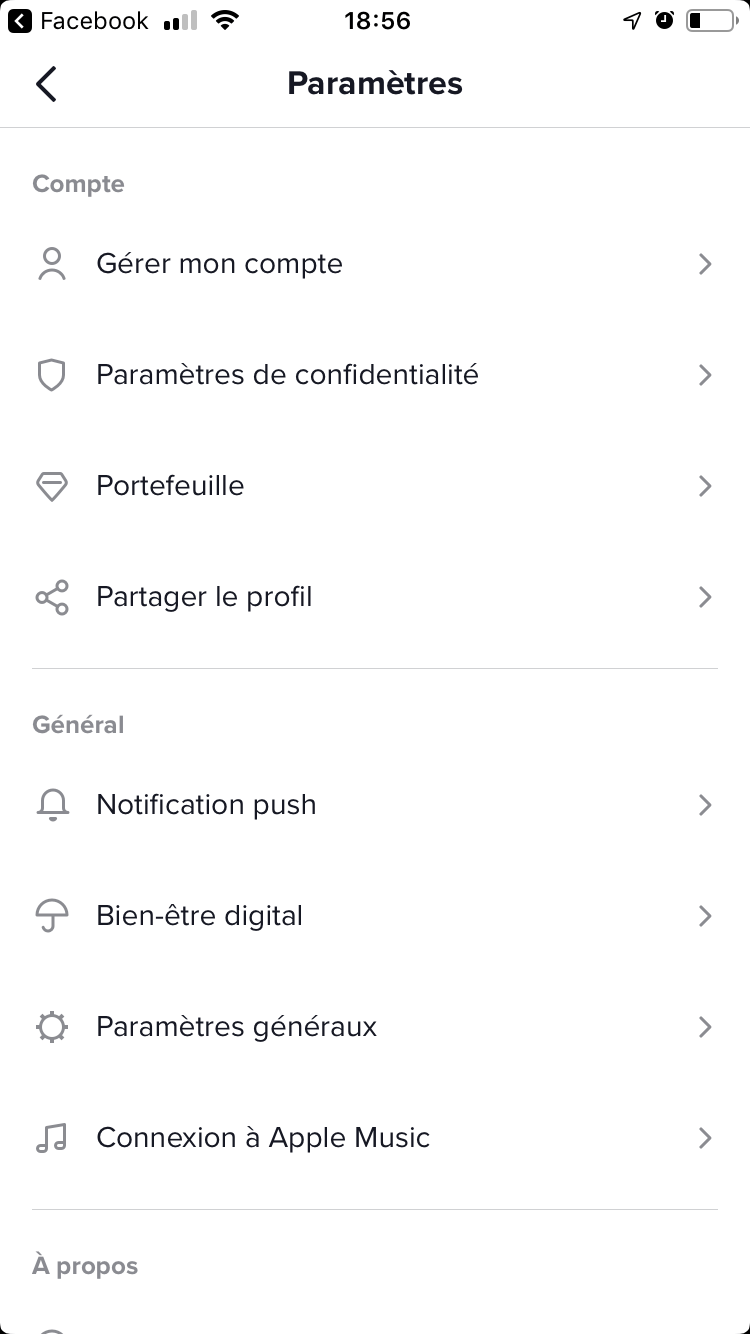 Facebook
18:56
Paramètres
Compte
Gérer mon compte
Paramètres de confidentialité
Portefeuille
Partager le profil
Général
Notification push
Bien-être digital
Paramètres généraux
Connexion à Apple Music
À propos